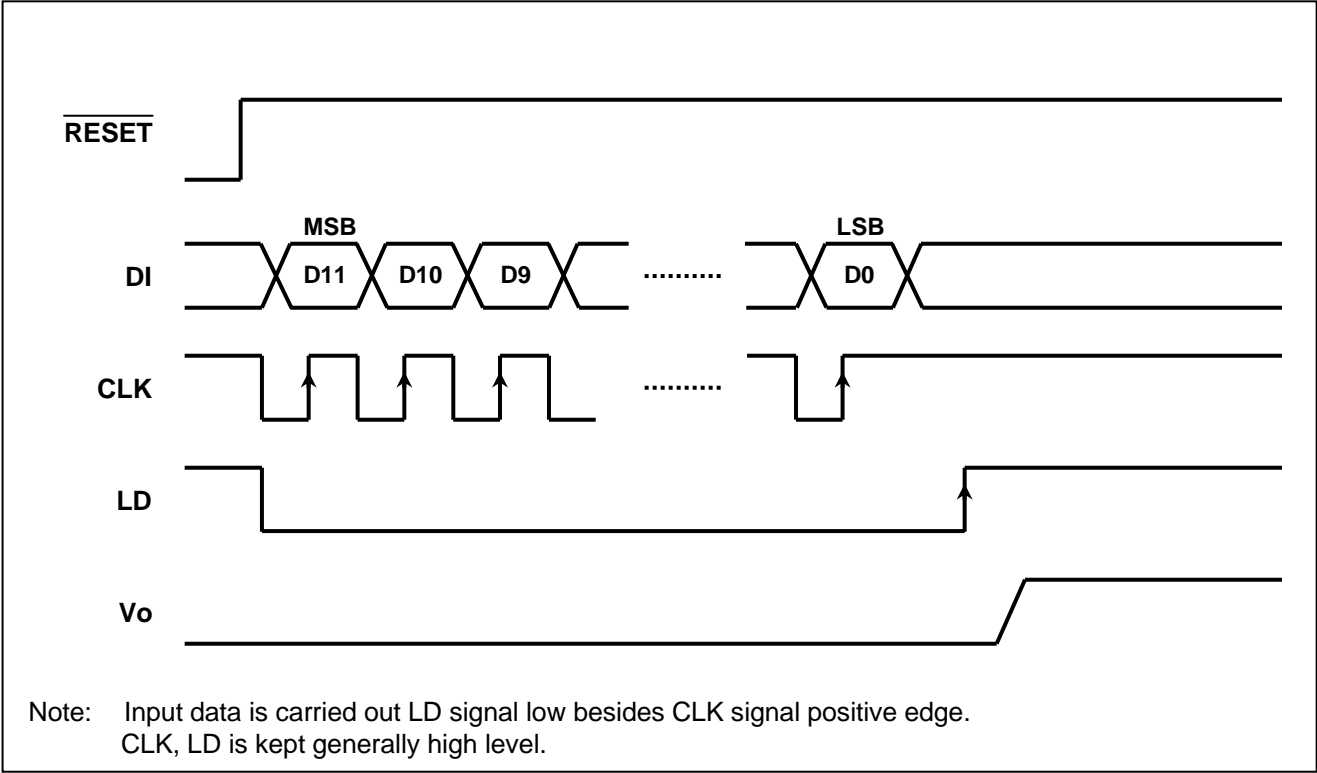 RESET
MSB LSB
DI D11 D10 D9 .......... D0
CLK ..........
LD
Vo
Note: Input data is carried out LD signal low besides CLK signal positive edge.
CLK, LD is kept generally high level.